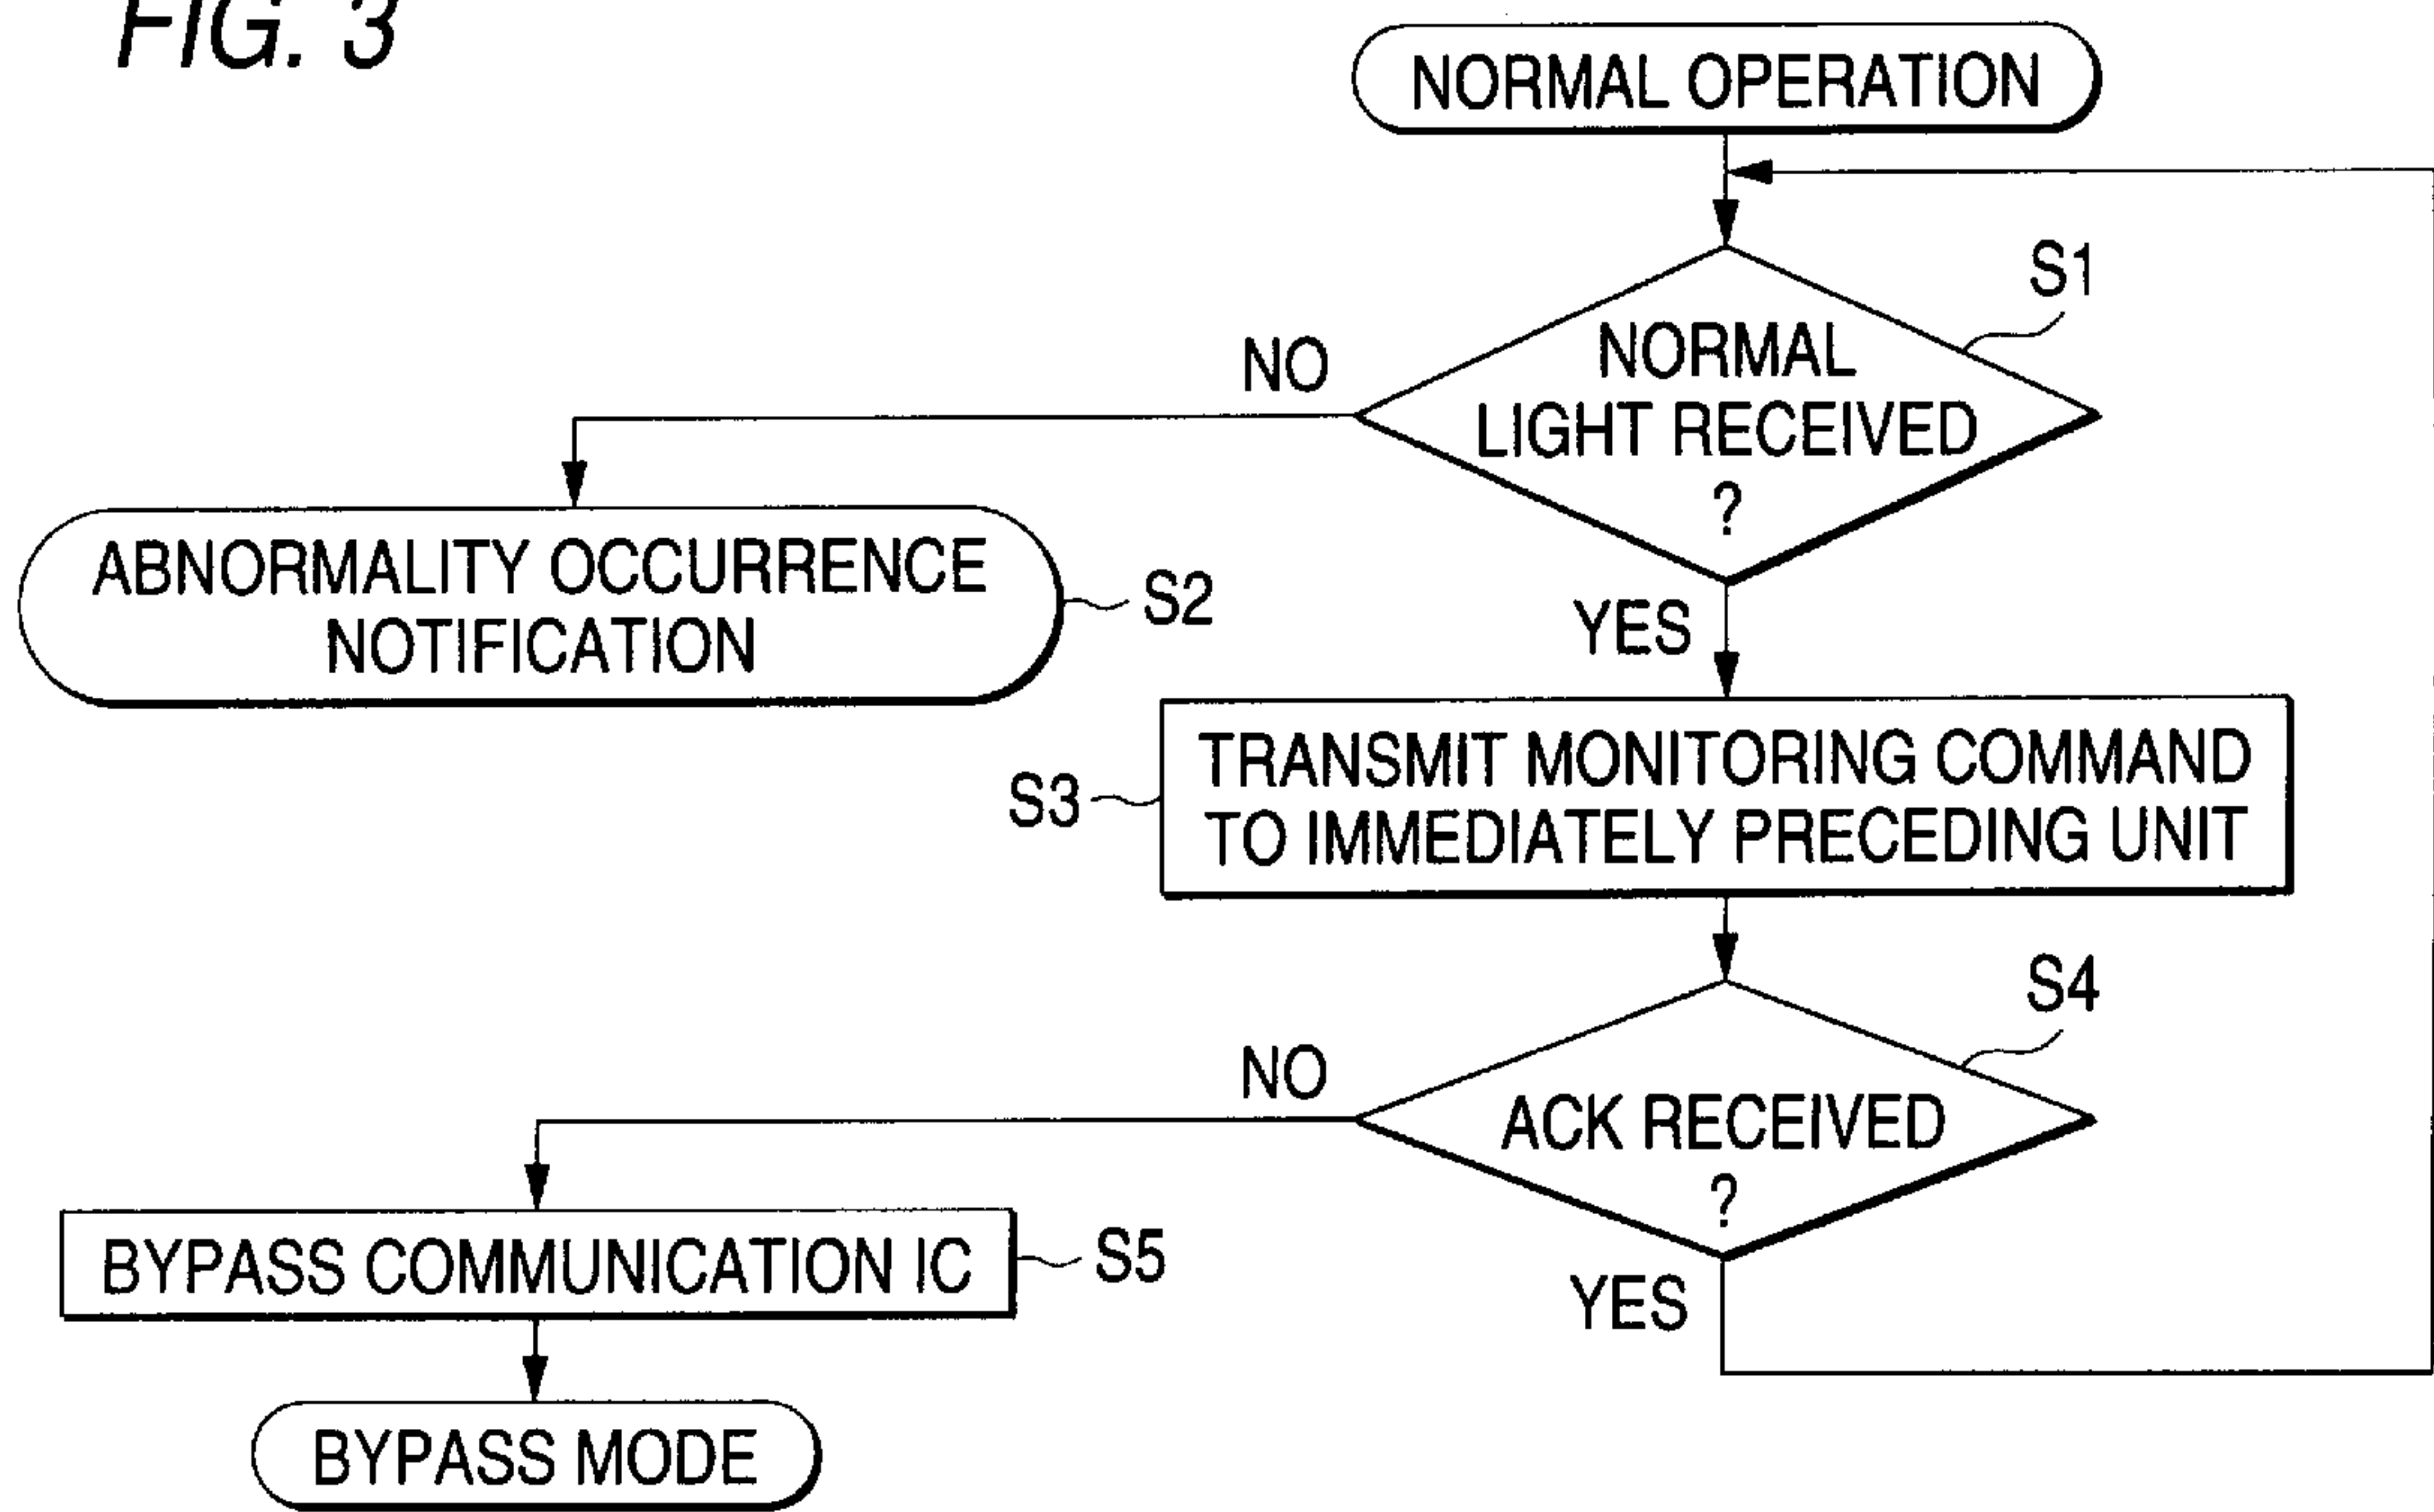 FIG. 3
NORMAL OPERATION
S1
NORMAL
LIGHT RECEIVED
?
NO
ABNORMALITY OCCURRENCE
NOTIFICATION
S2
YES
S3
TRANSMIT MONITORING COMMAND
TO IMMEDIATELY PRECEDING UNIT
S4
ACK RECEIVED
?
NO
BYPASS COMMUNICATION IC
S5
YES
BYPASS MODE